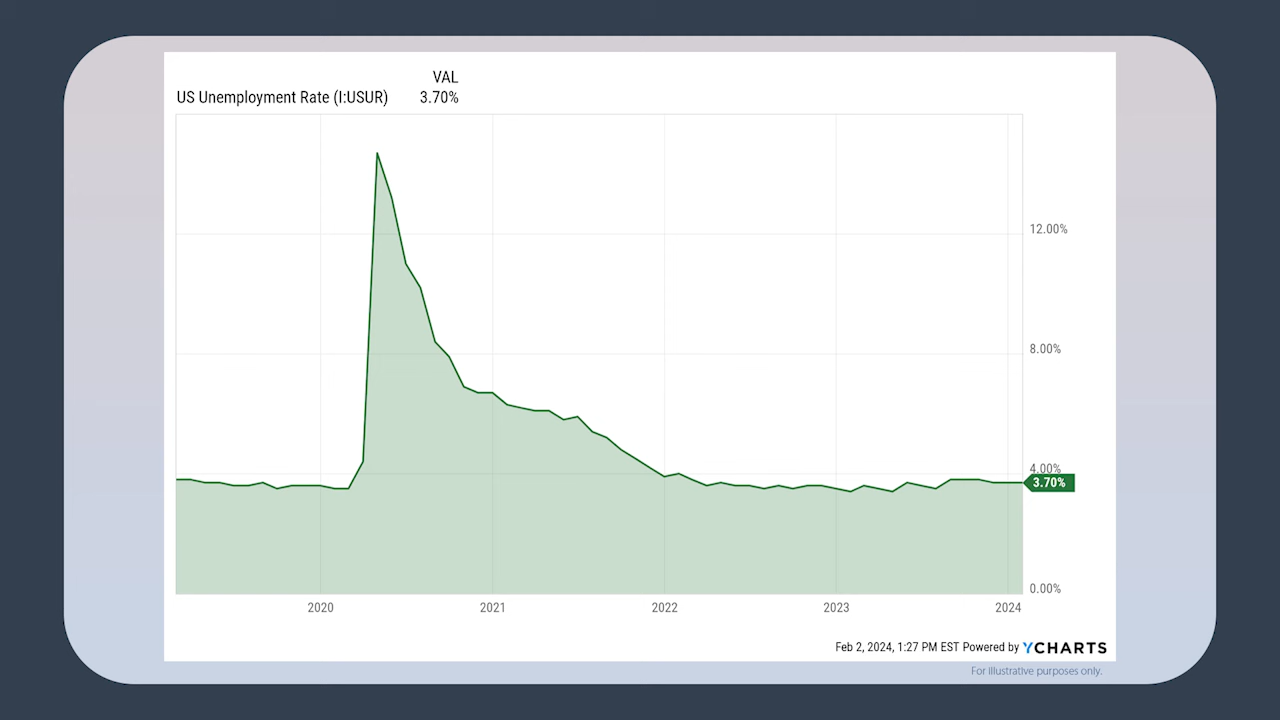 VAL
US Unemployment Rate (I:USUR) 3.70%
12.00%
8.00%
4.00%
3.70%
0.00%
2020 2021 2022 2023 2024
Feb 2, 2024, 1:27 PM EST Powered by YCHARTS
For illustrative purposes only.